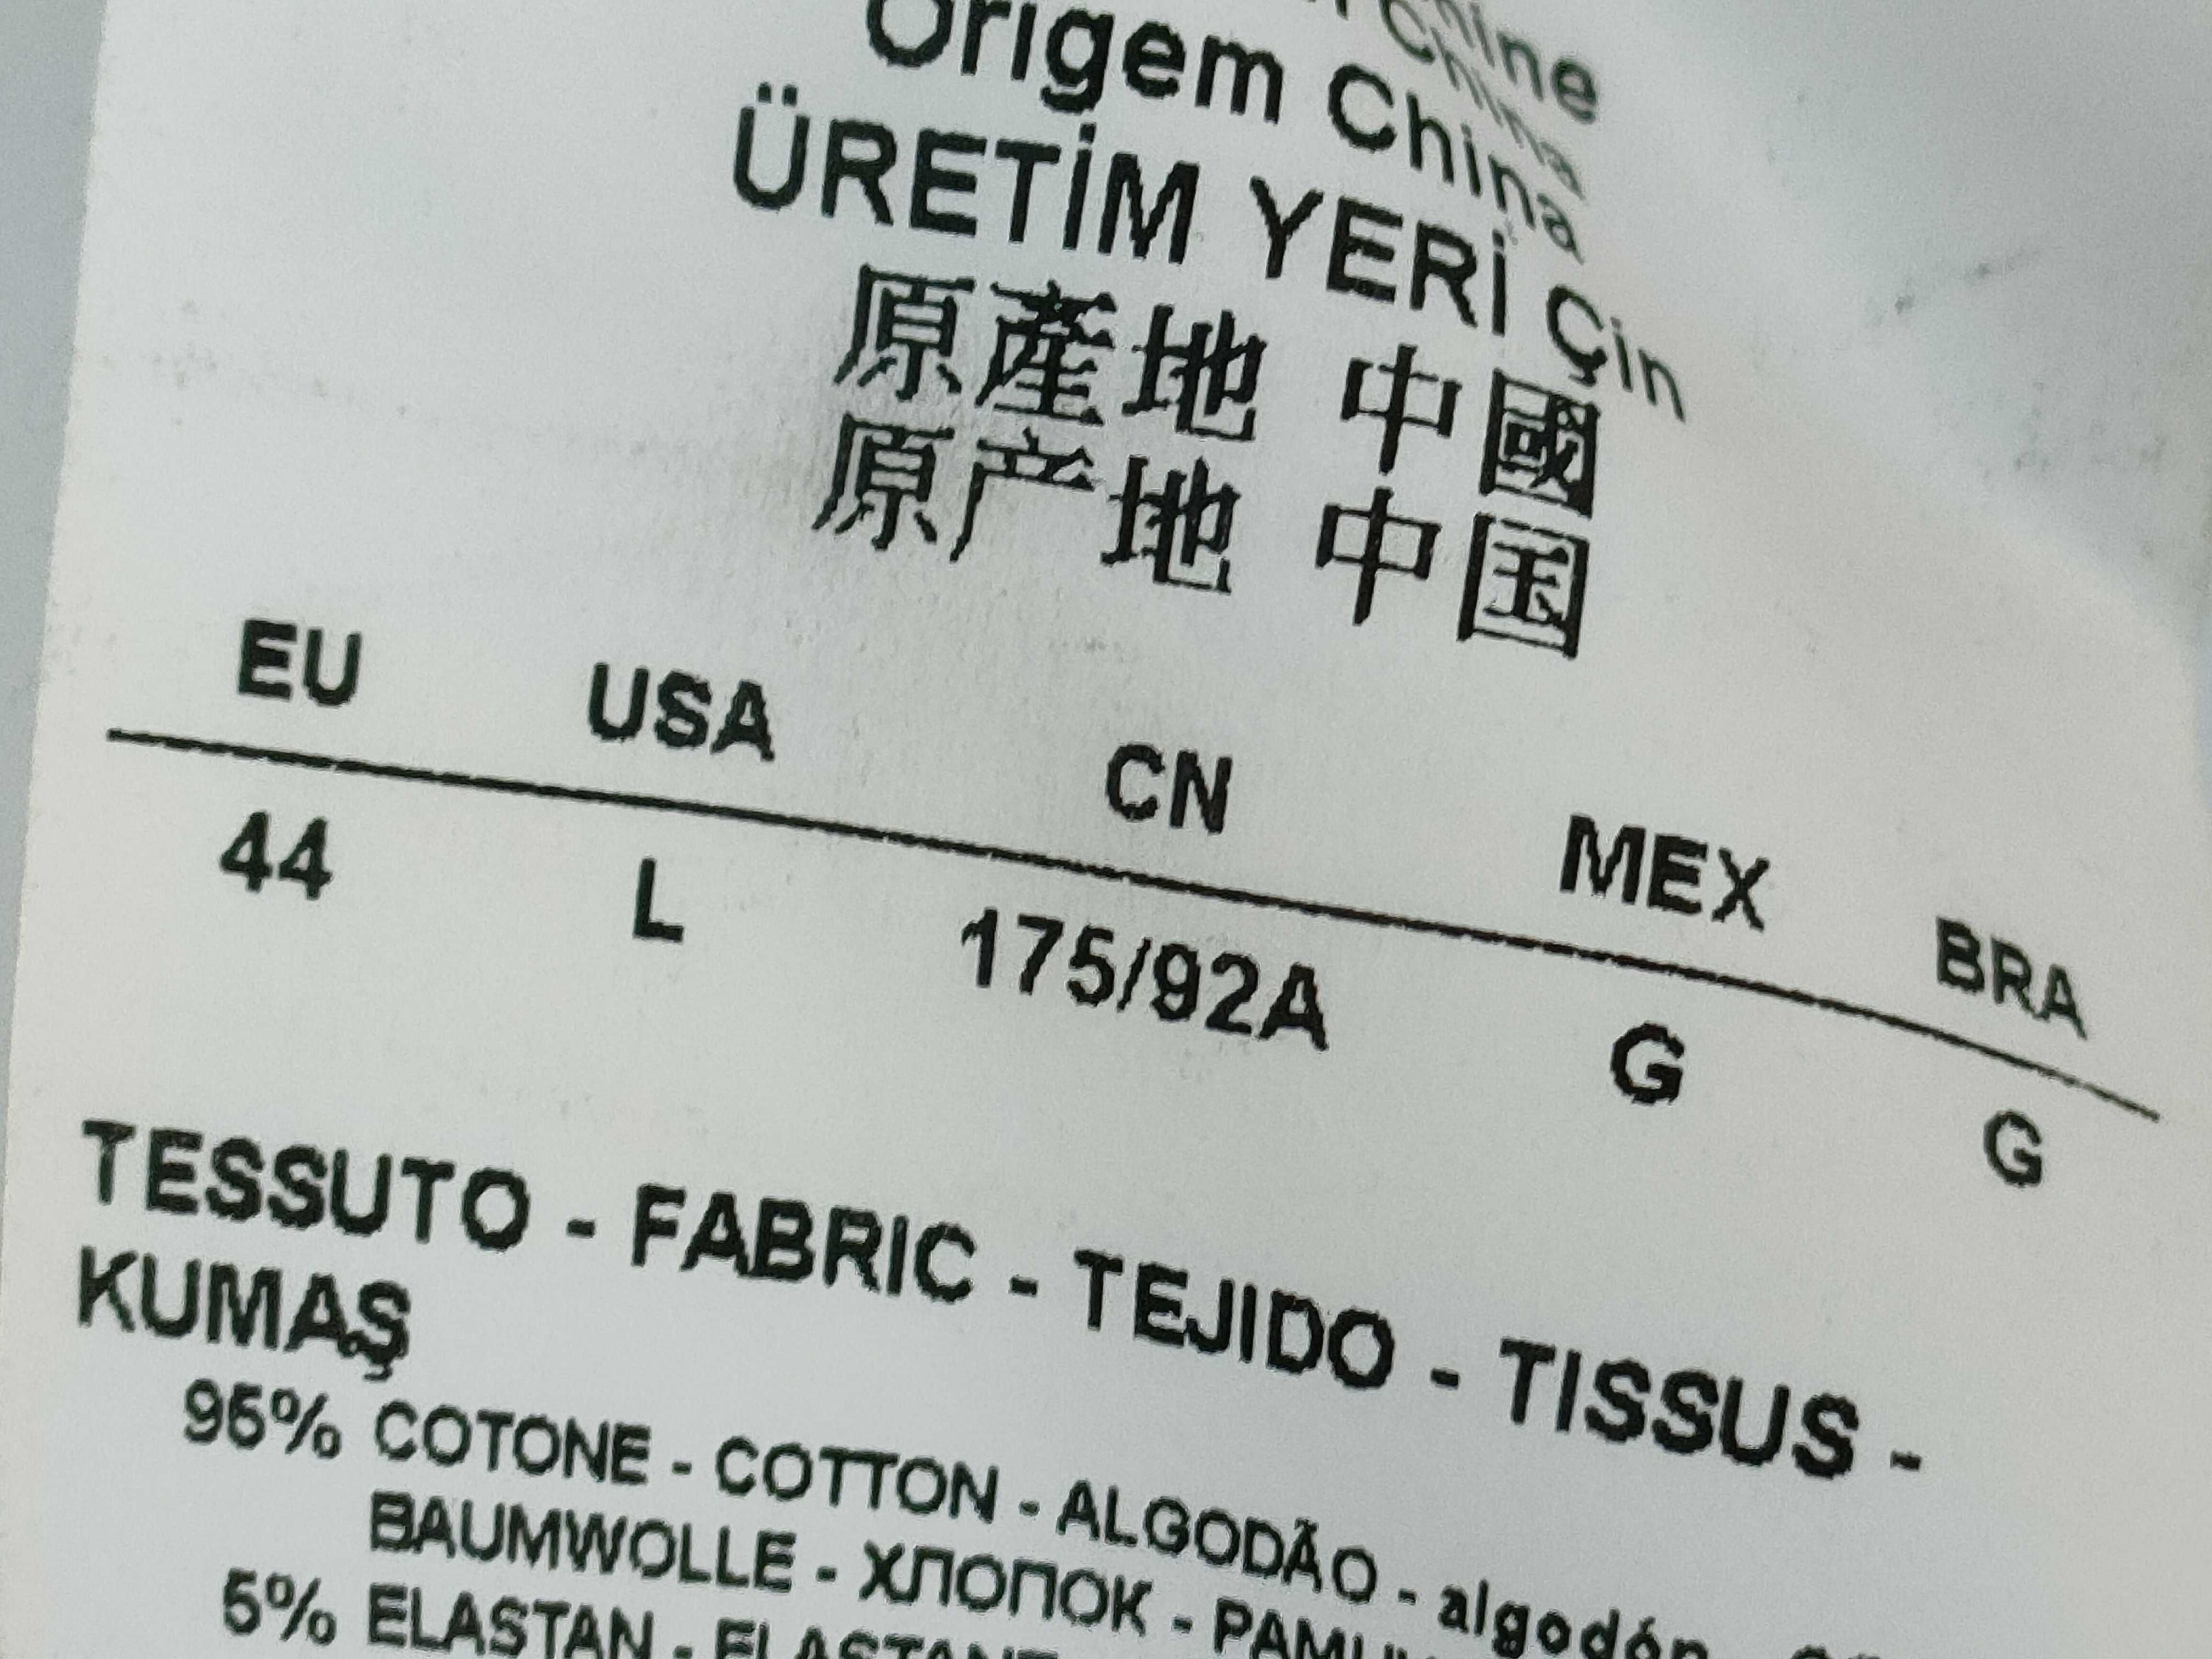 Origem China
ÜRETİM YERİ Çin
原產地 中國
原产地 中国
EU USA CN MEX BRA
44 L 175/92A G G
TESSUTO - FABRIC - TEJIDO - TISSUS -
KUMAŞ
95% COTONE - COTTON - ALGODÃO - algodón -
BAUMWOLLE - ХЛОПОК -
5% ELASTAN -